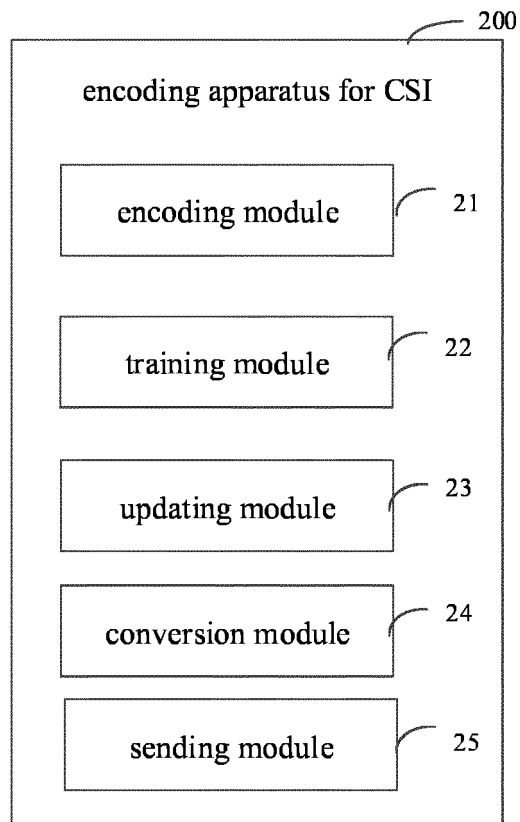 200
encoding apparatus for CSI
encoding module
21
training module
22
updating module
23
conversion module
24
sending module
25